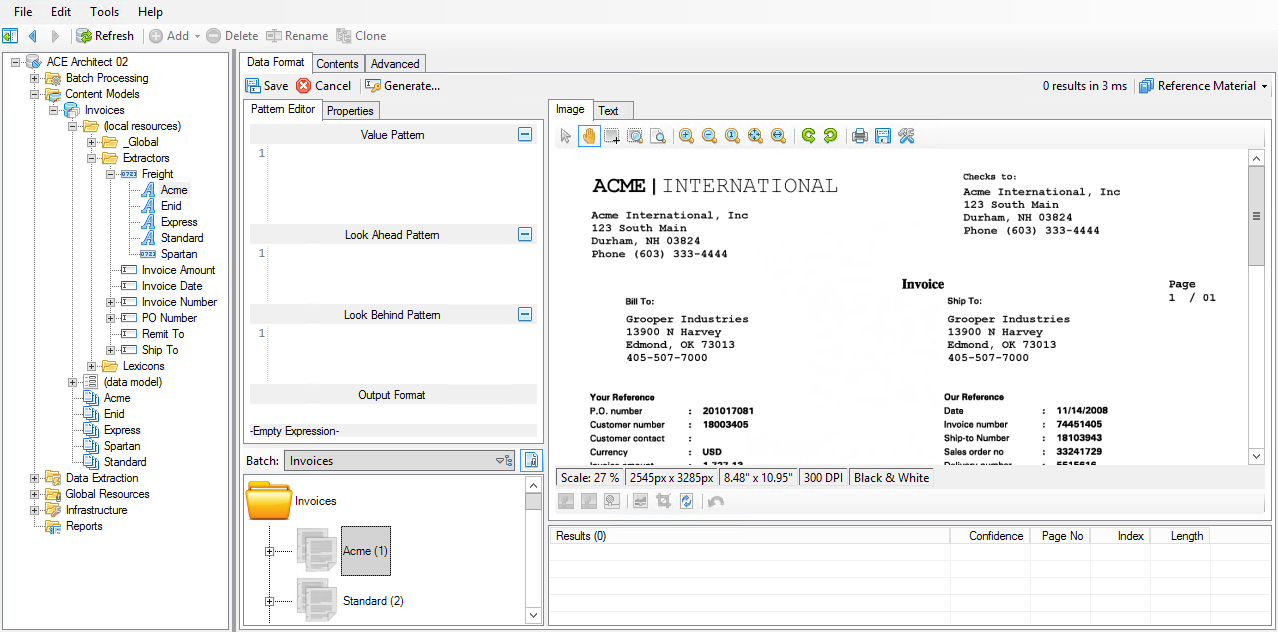 File Edit Tools Help
Refresh Add Delete Rename Clone
ACE Architect 02
Batch Processing
Content Models
Invoices
(local resources)
_Global
Extractors
Freight
Acme
Enid
Express
Standard
Spartan
Invoice Amount
Invoice Date
Invoice Number
PO Number
Remit To
Ship To
Lexicons
(data model)
Acme
Enid
Express
Spartan
Standard
Data Extraction
Global Resources
Infrastructure
Reports
Data Format Contents Advanced
Save Cancel Generate...
0 results in 3 ms Reference Material
Pattern Editor Properties
Value Pattern
1
Look Ahead Pattern
1
Look Behind Pattern
1
Output Format
-Empty Expression-
Batch: Invoices
Invoices
Acme (1)
Standard (2)
Image Text
ACME | INTERNATIONAL
Acme International, Inc
123 South Main
Durham, NH 03824
Phone (603) 333-4444
Checks to:
Acme International, Inc
123 South Main
Durham, NH 03824
Phone (603) 333-4444
Invoice
Page
1 / 01
Bill To:
Grooper Industries
13900 N Harvey
Edmond, OK 73013
405-507-7000
Ship To:
Grooper Industries
13900 N Harvey
Edmond, OK 73013
405-507-7000
Your Reference
P.O. number : 201017081
Customer number : 18003405
Customer contact :
Currency : USD
Invoice amount : 1,727.12
Our Reference
Date : 11/14/2008
Invoice number : 74451405
Ship-to Number : 18103943
Sales order no : 33241729
Delivery number : 5515616
Scale: 27 % 2545px x 3285px 8.48" x 10.95" 300 DPI Black & White
Results (0) Confidence Page No Index Length